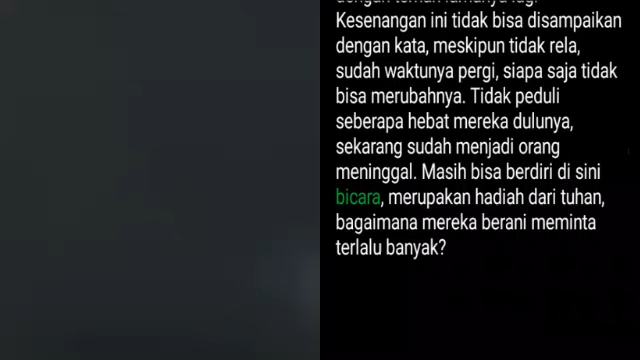 Kesenangan ini tidak bisa disampaikan
dengan kata, meskipun tidak rela,
sudah waktunya pergi, siapa saja tidak
bisa merubahnya. Tidak peduli
seberapa hebat mereka dulunya,
sekarang sudah menjadi orang
meninggal. Masih bisa berdiri di sini
bicara, merupakan hadiah dari tuhan,
bagaimana mereka berani meminta
terlalu banyak?